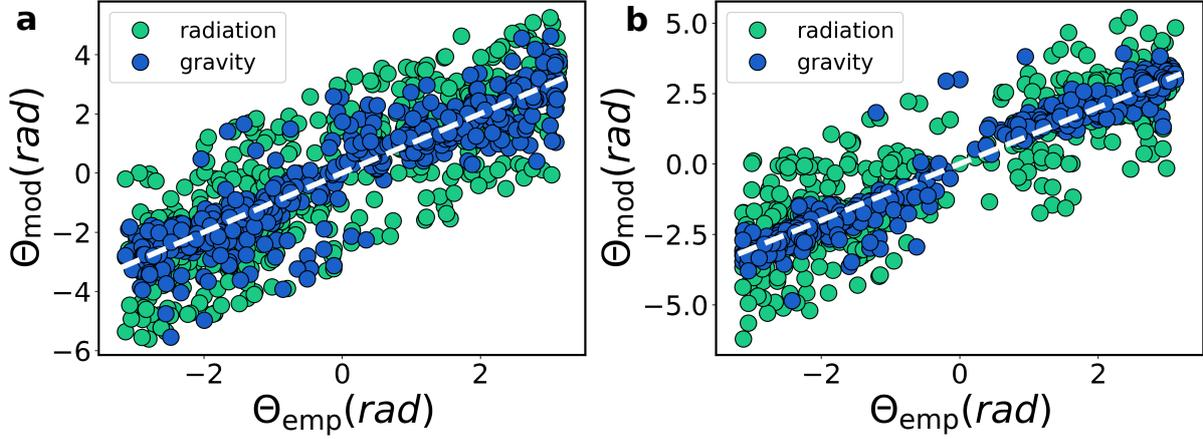 a
radiation
gravity
4
2
0
−2
−4
−6
Θmod(rad)
−2
0
2
Θemp(rad)
b
radiation
gravity
5.0
2.5
0.0
−2.5
−5.0
Θmod(rad)
−2
0
2
Θemp(rad)